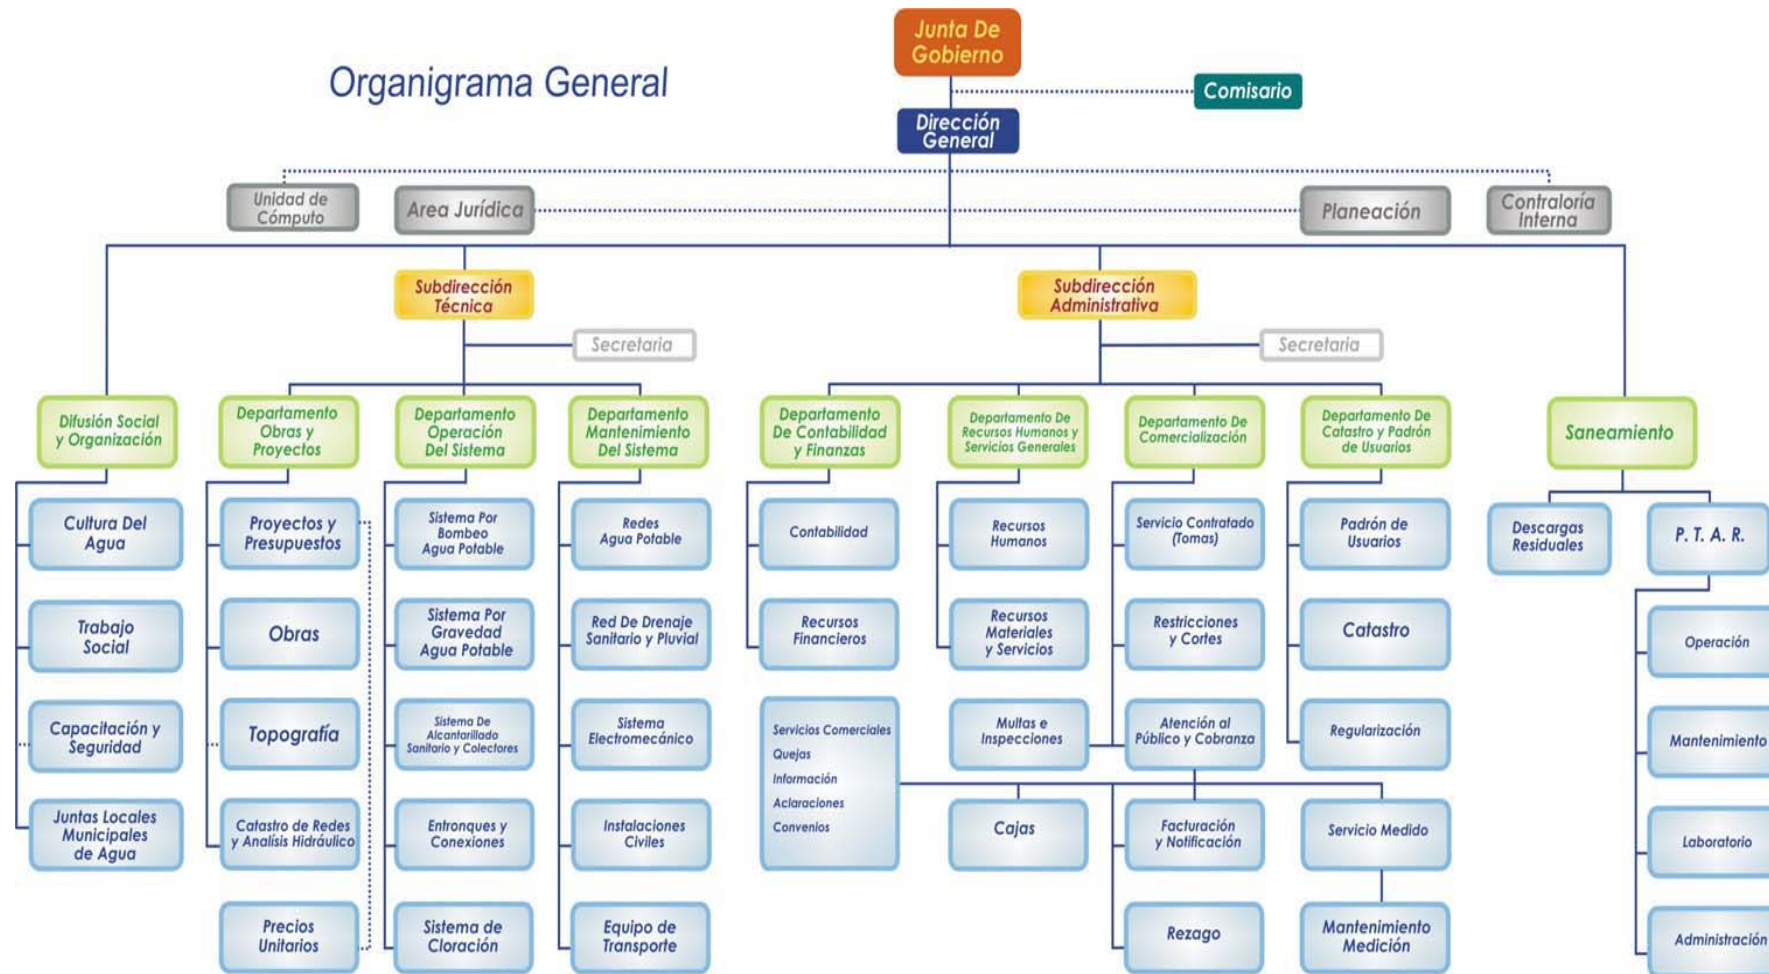 Junta De
Gobierno
Organigrama General
Comisario
Dirección
General
Unidad de
Cómputo
Area Jurídica
Planeación
Contraloría
Interna
Subdirección
Técnica
Subdirección
Administrativa
Secretaria
Secretaria
Difusión Social
y Organización
Departamento
Obras y
Proyectos
Departamento
Operación
Del Sistema
Departamento
Mantenimiento
Del Sistema
Departamento
De Contabilidad
y Finanzas
Departamento De
Recursos Humanos y
Servicios Generales
Departamento De
Comercialización
Departamento De
Catastro y Padrón
de Usuarios
Saneamiento
Cultura Del
Agua
Proyectos y
Presupuestos
Sistema Por
Bombeo
Agua Potable
Redes
Agua Potable
Contabilidad
Recursos
Humanos
Servicio Contratado
(Tomas)
Padrón de
Usuarios
Descargas
Residuales
P. T. A. R.
Trabajo
Social
Obras
Sistema Por
Gravedad
Agua Potable
Red De Drenaje
Sanitario y Pluvial
Recursos
Financieros
Recursos
Materiales
y Servicios
Restricciones
y Cortes
Catastro
Operación
Capacitación y
Seguridad
Topografía
Sistema De
Alcantarillado
Sanitario y Colectores
Sistema
Electromecánico
Servicios Comerciales
Quejas
Información
Aclaraciones
Convenios
Multas e
Inspecciones
Atención al
Público y Cobranza
Regularización
Mantenimiento
Juntas Locales
Municipales
de Agua
Catastro de Redes
y Analísis Hidráulico
Entronques y
Conexiones
Instalaciones
Civiles
Cajas
Facturación
y Notificación
Servicio Medido
Laboratorio
Precios
Unitarios
Sistema de
Cloración
Equipo de
Transporte
Rezago
Mantenimiento
Medición
Administración